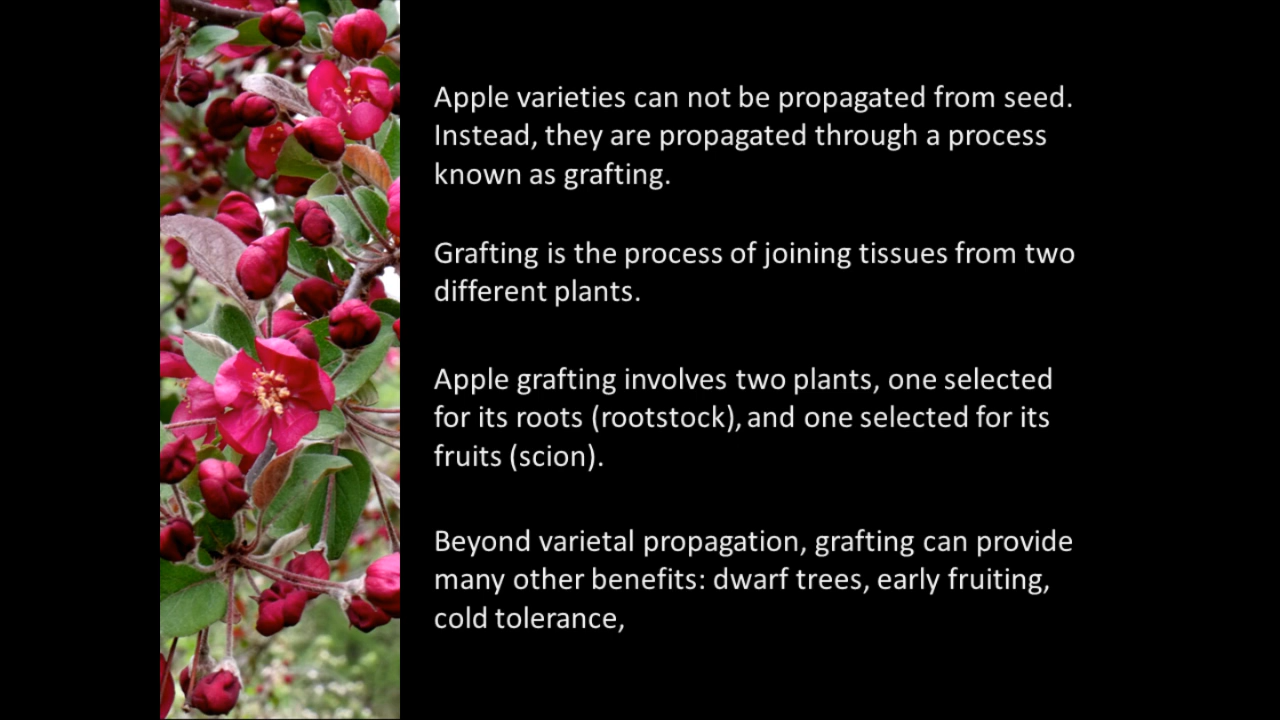 Apple varieties can not be propagated from seed.
Instead, they are propagated through a process
known as grafting.
Grafting is the process of joining tissues from two
different plants.
Apple grafting involves two plants, one selected
for its roots (rootstock), and one selected for its
fruits (scion).
Beyond varietal propagation, grafting can provide
many other benefits: dwarf trees, early fruiting,
cold tolerance,